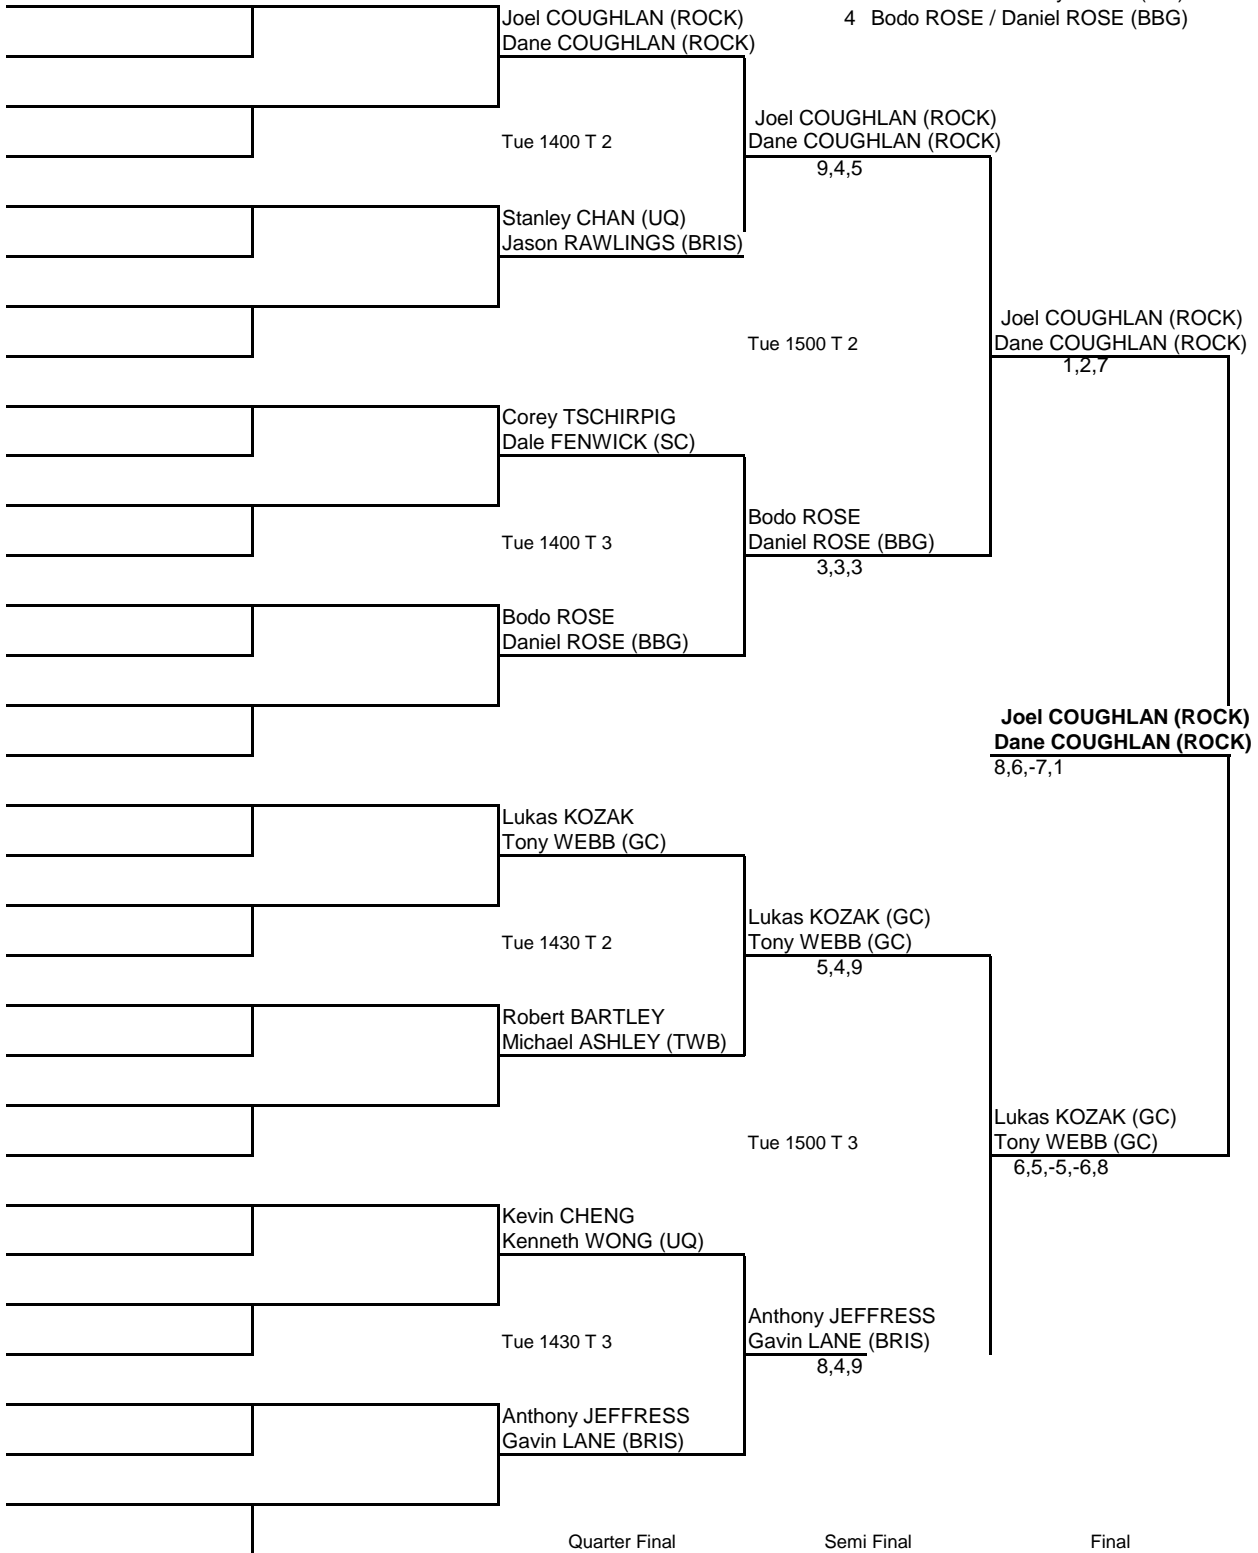 Joel COUGHLAN (ROCK)
4 Bodo ROSE / Daniel ROSE (BBG)
Dane COUGHLAN (ROCK)
Joel COUGHLAN (ROCK)
Tue 1400 T 2
Dane COUGHLAN (ROCK)
9,4,5
Stanley CHAN (UQ)
Jason RAWLINGS (BRIS)
Joel COUGHLAN (ROCK)
Tue 1500 T 2
Dane COUGHLAN (ROCK)
1,2,7
Corey TSCHIRPIG
Dale FENWICK (SC)
Bodo ROSE
Tue 1400 T 3
Daniel ROSE (BBG)
3,3,3
Bodo ROSE
Daniel ROSE (BBG)
Joel COUGHLAN (ROCK)
Dane COUGHLAN (ROCK)
8,6,-7,1
Lukas KOZAK
Tony WEBB (GC)
Lukas KOZAK (GC)
Tue 1430 T 2
Tony WEBB (GC)
5,4,9
Robert BARTLEY
Michael ASHLEY (TWB)
Lukas KOZAK (GC)
Tue 1500 T 3
Tony WEBB (GC)
6,5,-5,-6,8
Kevin CHENG
Kenneth WONG (UQ)
Anthony JEFFRESS
Tue 1430 T 3
Gavin LANE (BRIS)
8,4,9
Anthony JEFFRESS
Gavin LANE (BRIS)
Quarter Final
Semi Final
Final